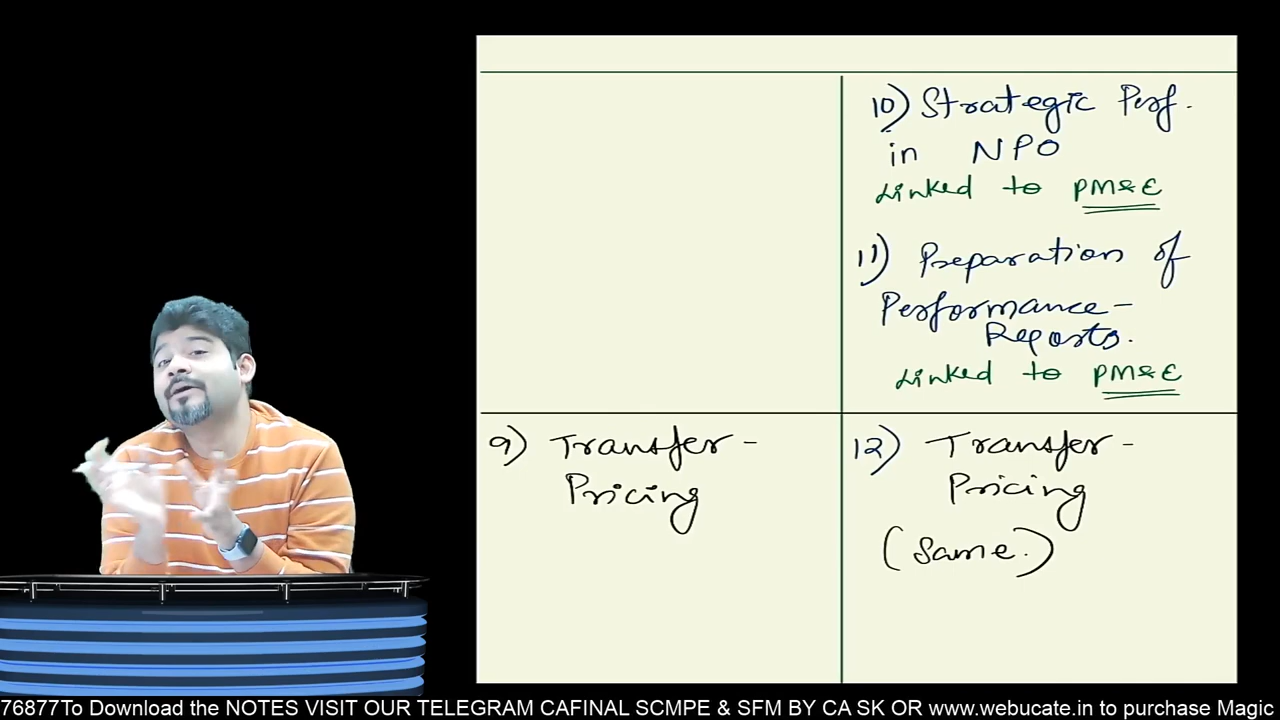 10) Strategic Perf.
in NPO
Linked to PM&E
11) Preparation of
Performance-
Reports.
Linked to PM&E
9) Transfer-
Pricing
12) Transfer-
Pricing
(Same.)
76877To Download the NOTES VISIT OUR TELEGRAM CAFINAL SCMPE & SFM BY CA SK OR www.webucate.in to purchase Magic